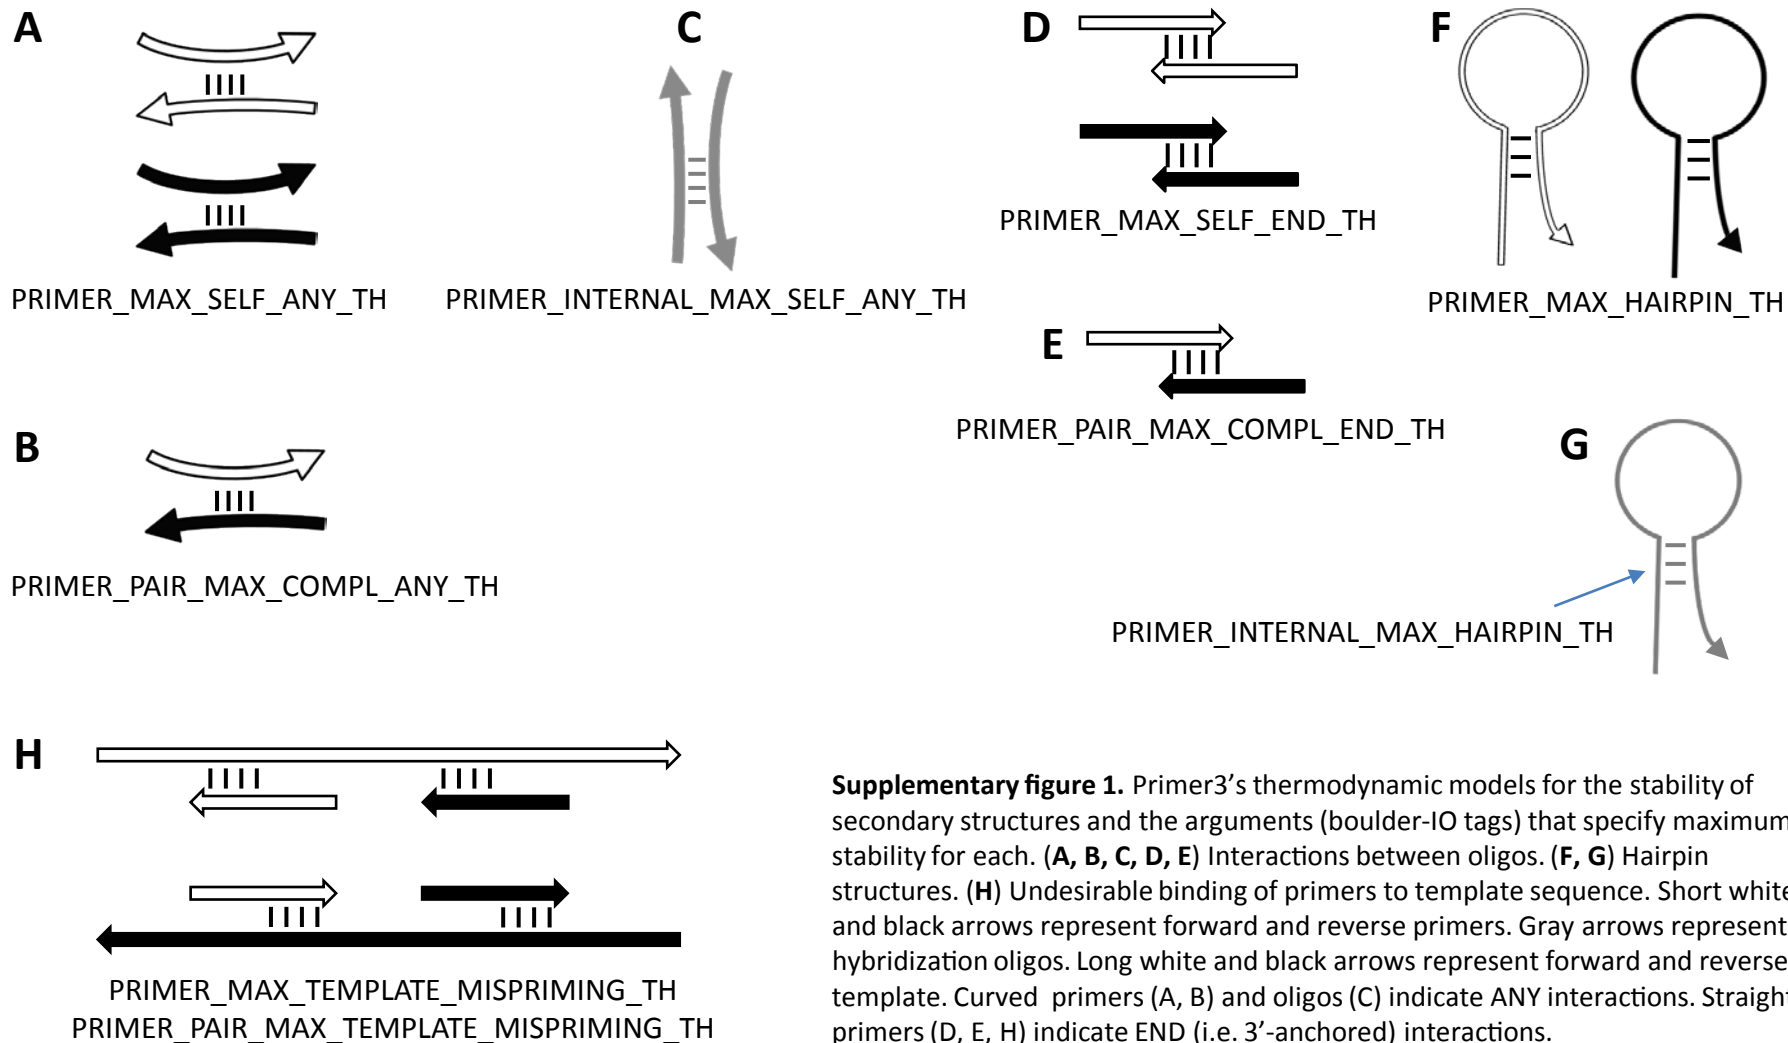 A
PRIMER_MAX_SELF_ANY_TH
B
PRIMER_PAIR_MAX_COMPL_ANY_TH
C
PRIMER_INTERNAL_MAX_SELF_ANY_TH
D
PRIMER_MAX_SELF_END_TH
E
PRIMER_PAIR_MAX_COMPL_END_TH
F
PRIMER_MAX_HAIRPIN_TH
G
PRIMER_INTERNAL_MAX_HAIRPIN_TH
H
PRIMER_MAX_TEMPLATE_MISPRIMING_TH
PRIMER_PAIR_MAX_TEMPLATE_MISPRIMING_TH
Supplementary figure 1. Primer3’s thermodynamic models for the stability of
secondary structures and the arguments (boulder-IO tags) that specify maximum
stability for each. (A, B, C, D, E) Interactions between oligos. (F, G) Hairpin
structures. (H) Undesirable binding of primers to template sequence. Short white
and black arrows represent forward and reverse primers. Gray arrows represent
hybridization oligos. Long white and black arrows represent forward and reverse
template. Curved primers (A, B) and oligos (C) indicate ANY interactions. Straight
primers (D, E, H) indicate END (i.e. 3’-anchored) interactions.